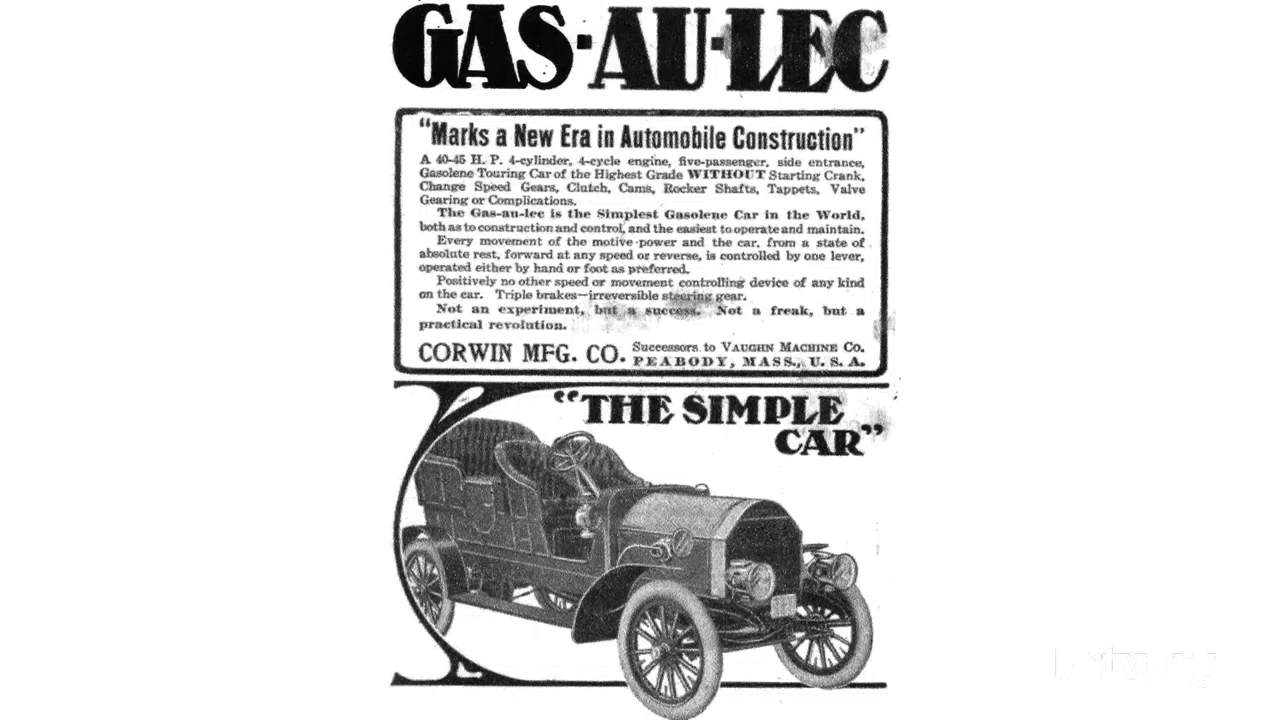 GAS-AU-LEC
"Marks a New Era in Automobile Construction"
A 40-45 H. P. 4-cylinder, 4-cycle engine, five-passenger, side entrance,
Gasolene Touring Car of the Highest Grade WITHOUT Starting Crank,
Change Speed Gears, Clutch, Cams, Rocker Shafts, Tappets, Valve
Gearing or Complications.
The Gas-au-lec is the Simplest Gasolene Car in the World,
both as to construction and control, and the easiest to operate and maintain.
Every movement of the motive power and the car, from a state of
absolute rest, forward at any speed or reverse, is controlled by one lever,
operated either by hand or foot as preferred.
Positively no other speed or movement controlling device of any kind
on the car. Triple brakes—irreversible steering gear.
Not an experiment, but a success. Not a freak, but a
practical revolution.
CORWIN MFG. CO. Successors to VAUGHN MACHINE CO.
PEABODY, MASS., U. S. A.
"THE SIMPLE
CAR"